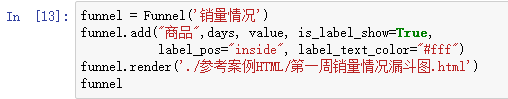 In [13]: funnel = Funnel('销量情况')
funnel.add("商品",days, value, is_label_show=True,
label_pos="inside", label_text_color="#fff")
funnel.render('./参考案例HTML/第一周销量情况漏斗图.html')
funnel